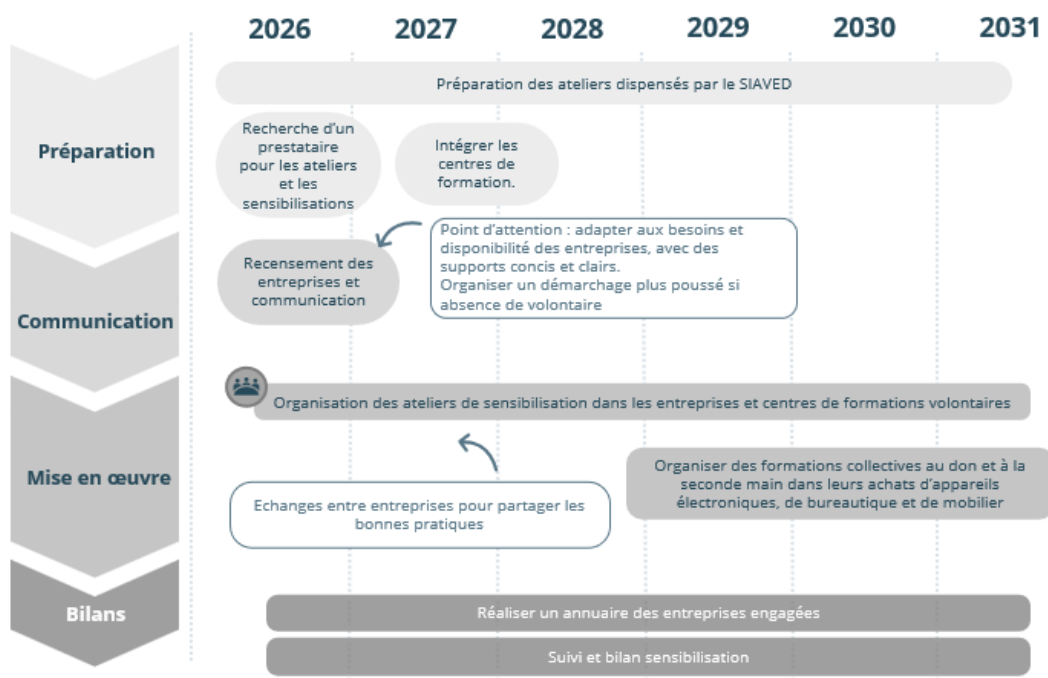 2026 2027 2028 2029 2030 2031
Préparation des ateliers dispensés par le SIAVED
Préparation
Recherche d'un
prestataire
pour les ateliers
et les
sensibilisations
Intégrer les
centres de
formation.
Communication
Recensement des
entreprises et
communication
Point d'attention : adapter aux besoins et
disponibilité des entreprises, avec des
supports concis et clairs.
Organiser un démarchage plus poussé si
absence de volontaire
Mise en œuvre
Organisation des ateliers de sensibilisation dans les entreprises et centres de formations volontaires
Echanges entre entreprises pour partager les
bonnes pratiques
Organiser des formations collectives au don et à la
seconde main dans leurs achats d'appareils
électroniques, de bureautique et de mobilier
Bilans
Réaliser un annuaire des entreprises engagées
Suivi et bilan sensibilisation